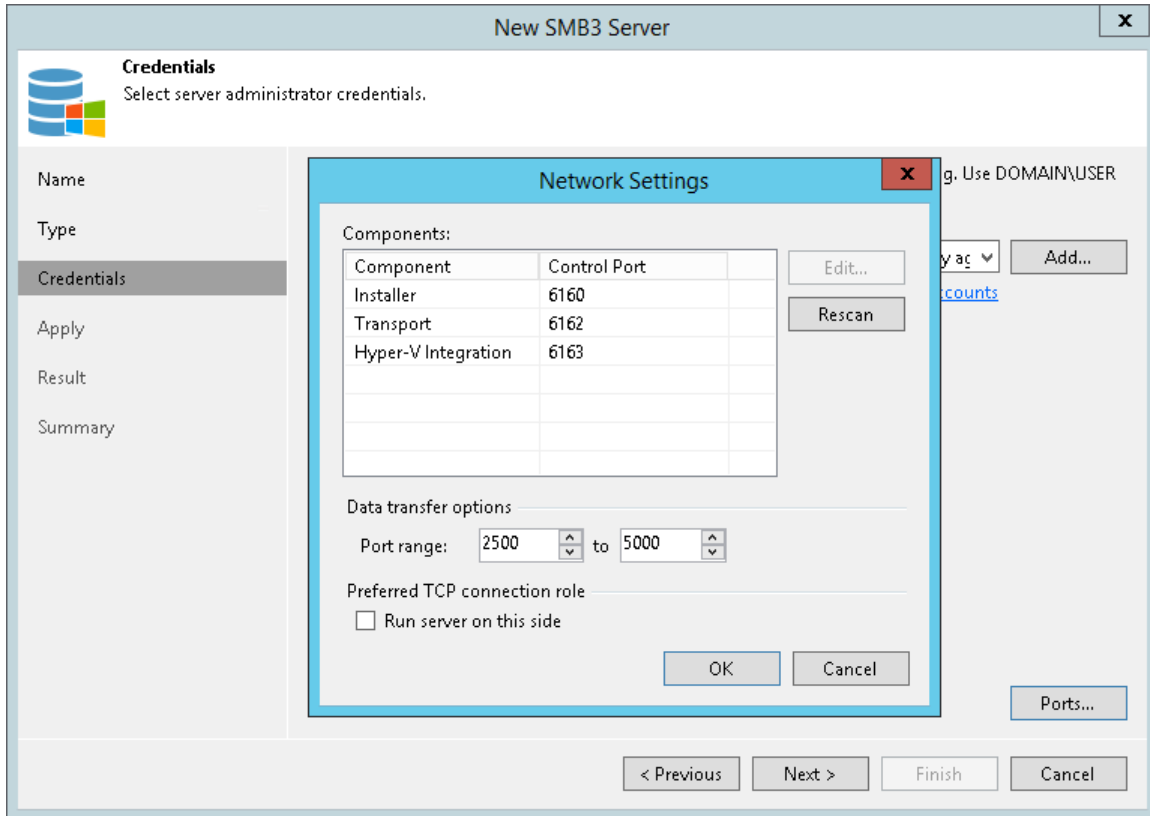 New SMB3 Server
x
Credentials
Select server administrator credentials.
Name
Type
Credentials
Apply
Result
Summary
g. Use DOMAIN\USER
Add...
ccounts
Network Settings
x
Components:
Component Control Port
Installer 6160
Transport 6162
Hyper-V Integration 6163
Edit...
Rescan
Data transfer options
Port range: 2500 to 5000
Preferred TCP connection role
Run server on this side
OK Cancel
Ports...
< Previous Next > Finish Cancel